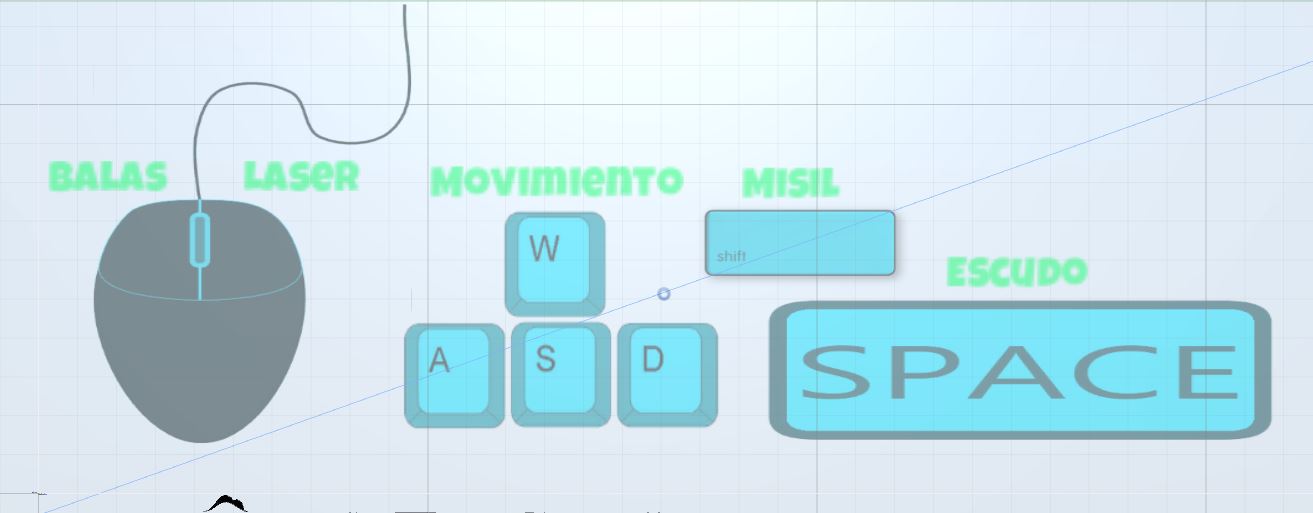 BALAS LASER
MOVIMIENTO MISIL
W
shift
ESCUDO
A S D
SPACE